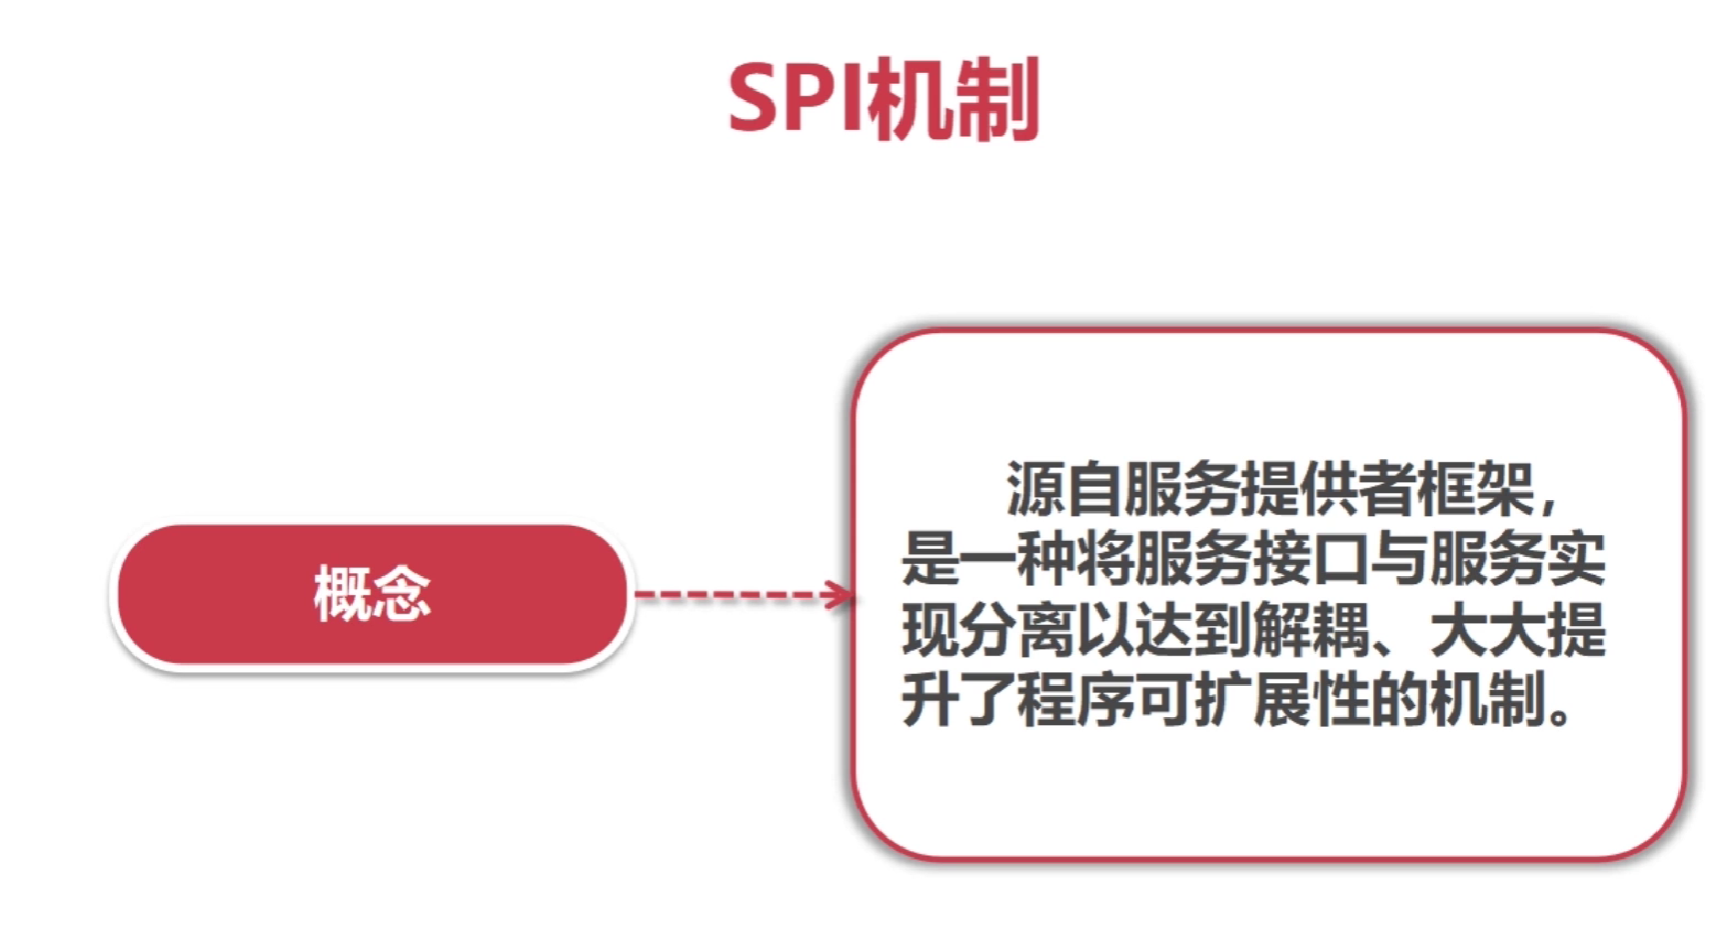 SPI机制
概念
源自服务提供者框架，
是一种将服务接口与服务实
现分离以达到解耦、大大提
升了程序可扩展性的机制。